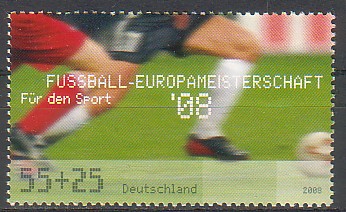 FUSSBALL-EUROPAMEISTERSCHAFT
Für den Sport
'08
55+25
Deutschland
2008